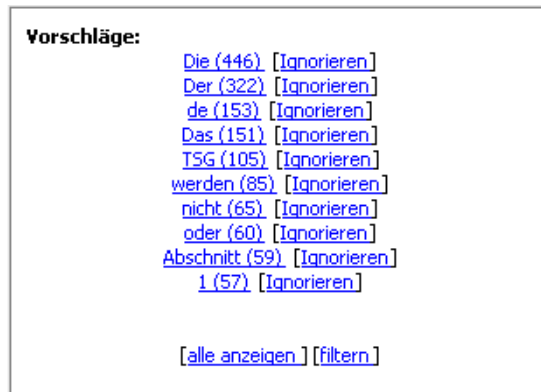 Vorschläge:
Die (446) [Ignorieren]
Der (322) [Ignorieren]
de (153) [Ignorieren]
Das (151) [Ignorieren]
TSG (105) [Ignorieren]
werden (85) [Ignorieren]
nicht (65) [Ignorieren]
oder (60) [Ignorieren]
Abschnitt (59) [Ignorieren]
1 (57) [Ignorieren]
[alle anzeigen ] [filtern ]